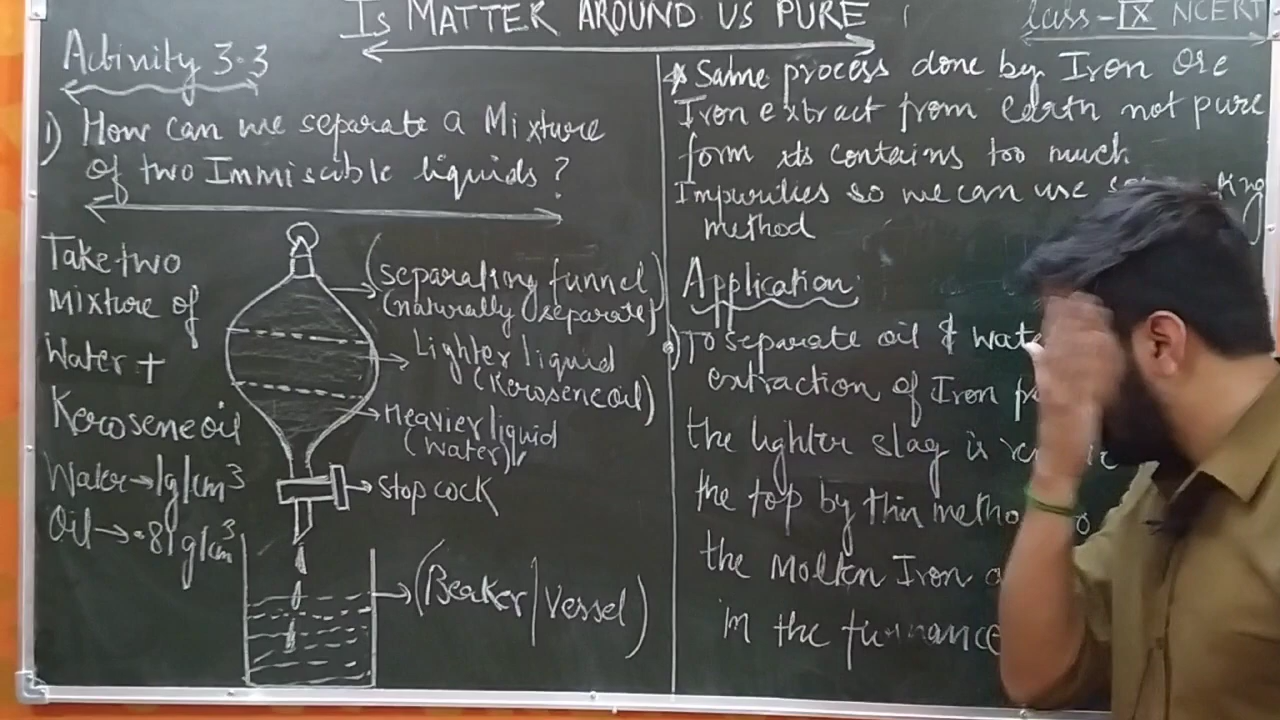 Is MATTER AROUND US PURE
Class-IX NCERT
Activity 3.3
1) How can we separate a Mixture
of two Immiscible liquids?
Take two
mixture of
Water +
Kerosene oil
Water→1g/cm³
Oil→.81g/cm³
(separating funnel)
(naturally separate)
Lighter liquid
(Kerosene oil)
Heavier liquid
(Water)
Stop cock
(Beaker/Vessel)
* Same process done by Iron Ore
Iron extract from earth not pure
form its contains too much
Impurities so we can use
method
Application:
1) To separate oil &
extraction of Iron
the lighter slag is
the top by this
the Molten Iron
in the furnance